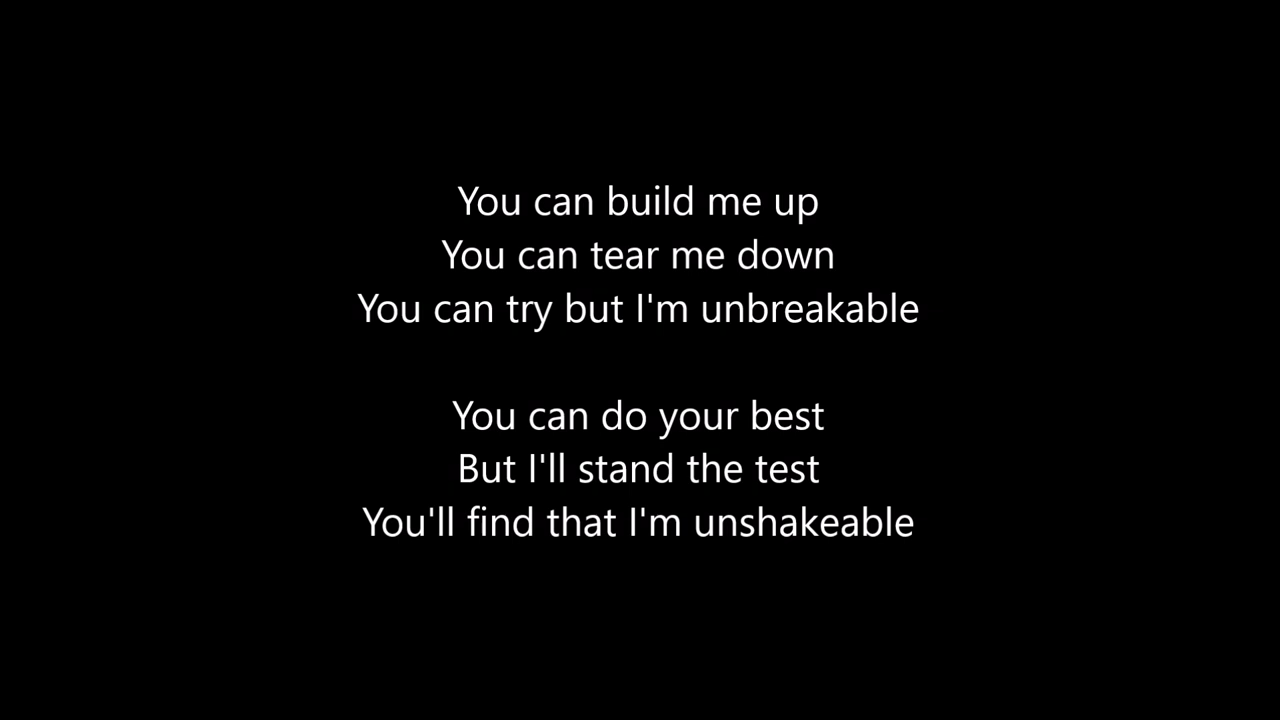 You can build me up
You can tear me down
You can try but I'm unbreakable
You can do your best
But I'll stand the test
You'll find that I'm unshakeable